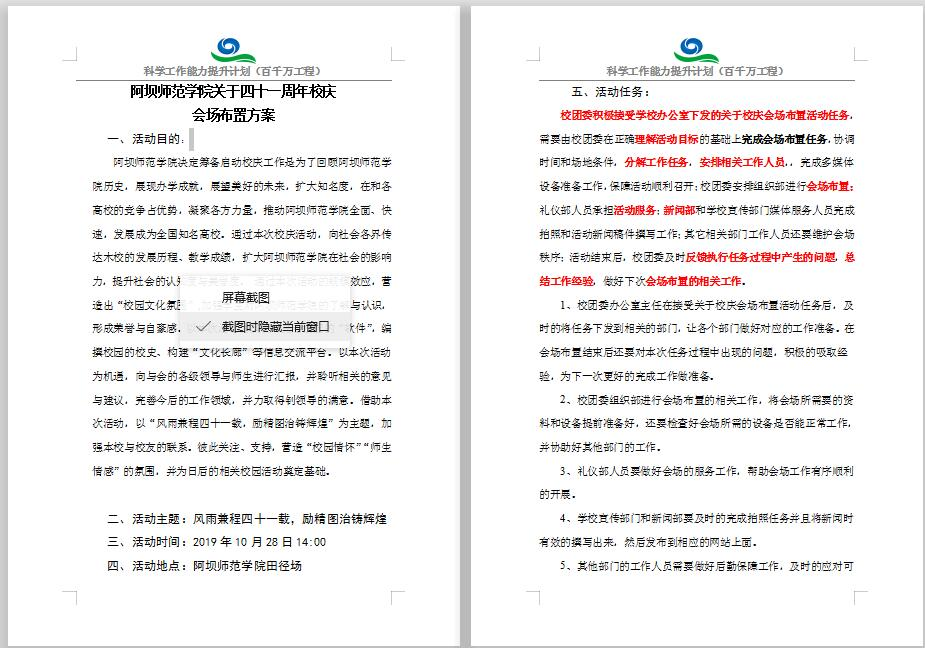 科学工作能力提升计划（百千万工程）
阿坝师范学院关于四十一周年校庆
会场布置方案
一、活动目的：
阿坝师范学院决定筹备启动校庆工作是为了回顾阿坝师范学
院历史，展现办学成就，展望美好的未来，扩大知名度，在和各
高校的竞争占优势，凝聚各方力量，推动阿坝师范学院全面、快
速，发展成为全国知名高校。通过本次校庆活动，向社会各界传
达木校的发展历程、教学成绩，扩大阿坝师范学院在社会的影响
力，提升社会的认知度与美誉度。通过本次活动的 效应，营
造出“校园文化氛围” 师范学院的了解与认识，
形成荣誉与自豪感。 软件”，编
撰校园的校史、构建“文化长廊”等信息交流平台。以本次活动
为机遇，向与会的各级领导与师生进行汇报，并聆听相关的意见
与建议，完善今后的工作领域，并力取得到领导的满意。借助本
次活动，以“风雨兼程四十一载，励精图治铸辉煌”为主题，加
强本校与校友的联系。彼此关注、支持，营造“校园情怀”“师生
情感”的氛围，并为日后的相关校园活动奠定基础。
屏幕截图
截图时隐藏当前窗口
二、活动主题：风雨兼程四十一载，励精图治铸辉煌
三、活动时间：2019 年 10 月 28 日 14:00
四、活动地点：阿坝师范学院田径场
科学工作能力提升计划（百千万工程）
五、活动任务：
校团委积极接受学校办公室下发的关于校庆会场布置活动任务，
需要由校团委在正确理解活动目标的基础上完成会场布置任务，协调
时间和场地条件，分解工作任务，安排相关工作人员，，完成多媒体
设备准备工作，保障活动顺利召开；校团委安排组织部进行会场布置；
礼仪部人员承担活动服务；新闻部和学校宣传部门媒体服务人员完成
拍照和活动新闻稿件撰写工作；其它相关部门工作人员还要维护会场
秩序；活动结束后，校团委及时反馈执行任务过程中产生的问题，总
结工作经验，做好下次会场布置的相关工作。
1、校团委办公室主任在接受关于校庆会场布置活动任务后，及
时的将任务下发到相关的部门，让各个部门做好对应的工作准备。在
会场布置结束后还要对本次任务过程中出现的问题，积极的吸取经
验，为下一次更好的完成工作做准备。
2、校团委组织部进行会场布置的相关工作，将会场所需要的资
料和设备提前准备好，还要检查好会场所需的设备是否能正常工作，
并协助好其他部门的工作。
3、礼仪部人员要做好会场的服务工作，帮助会场工作有序顺利
的开展。
4、学校宣传部门和新闻部要及时的完成拍照任务并且将新闻时
有效的撰写出来，然后发布到相应的网站上面。
5、其他部门的工作人员需要做好后勤保障工作，及时的应对可